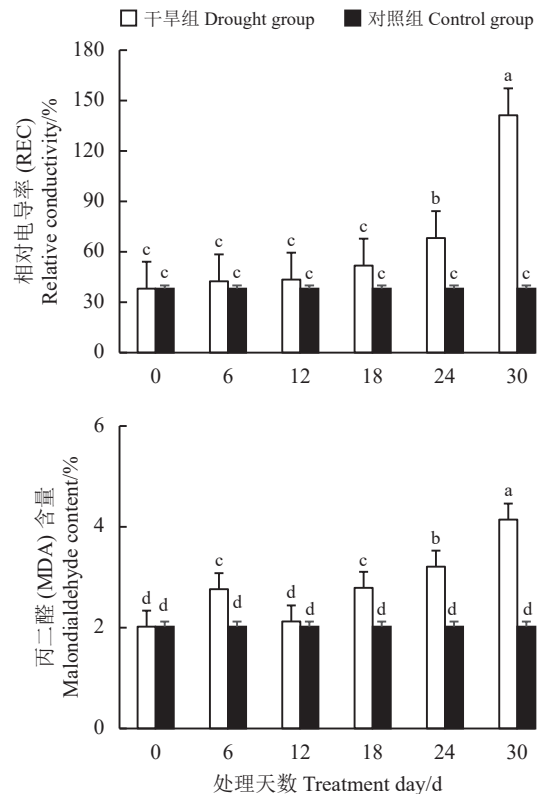 干旱组 Drought group 对照组 Control group
相对电导率 (REC)
Relative conductivity/%
180
150
120
90
60
30
0
a
b
c c c c c c c c c c
0 6 12 18 24 30
丙二醛 (MDA) 含量
Malondialdehyde content/%
6
4
2
0
a
b
c c
d d d d d d d d
0 6 12 18 24 30
处理天数 Treatment day/d